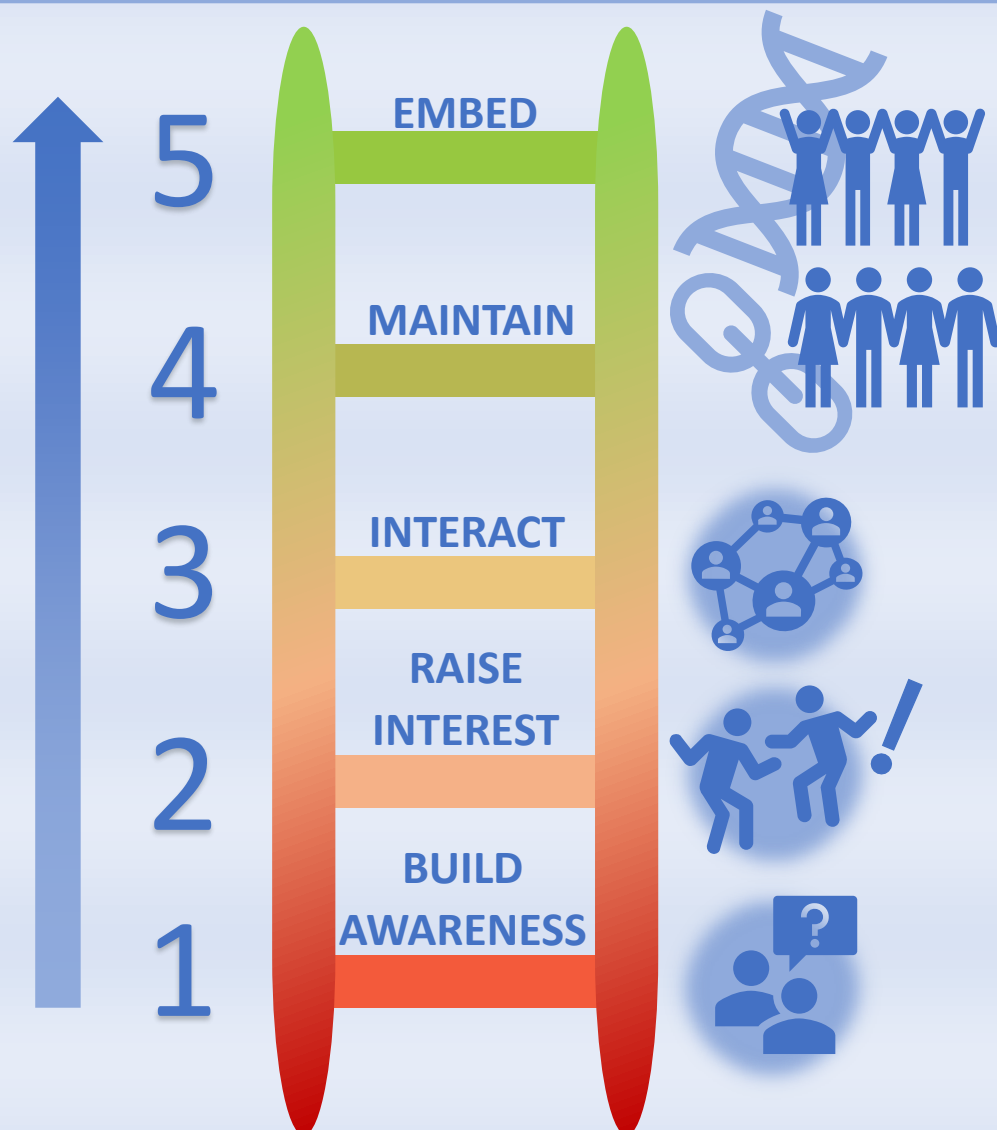 5
EMBED
4
MAINTAIN
3
INTERACT
2
RAISE
INTEREST
1
BUILD
AWARENESS
?